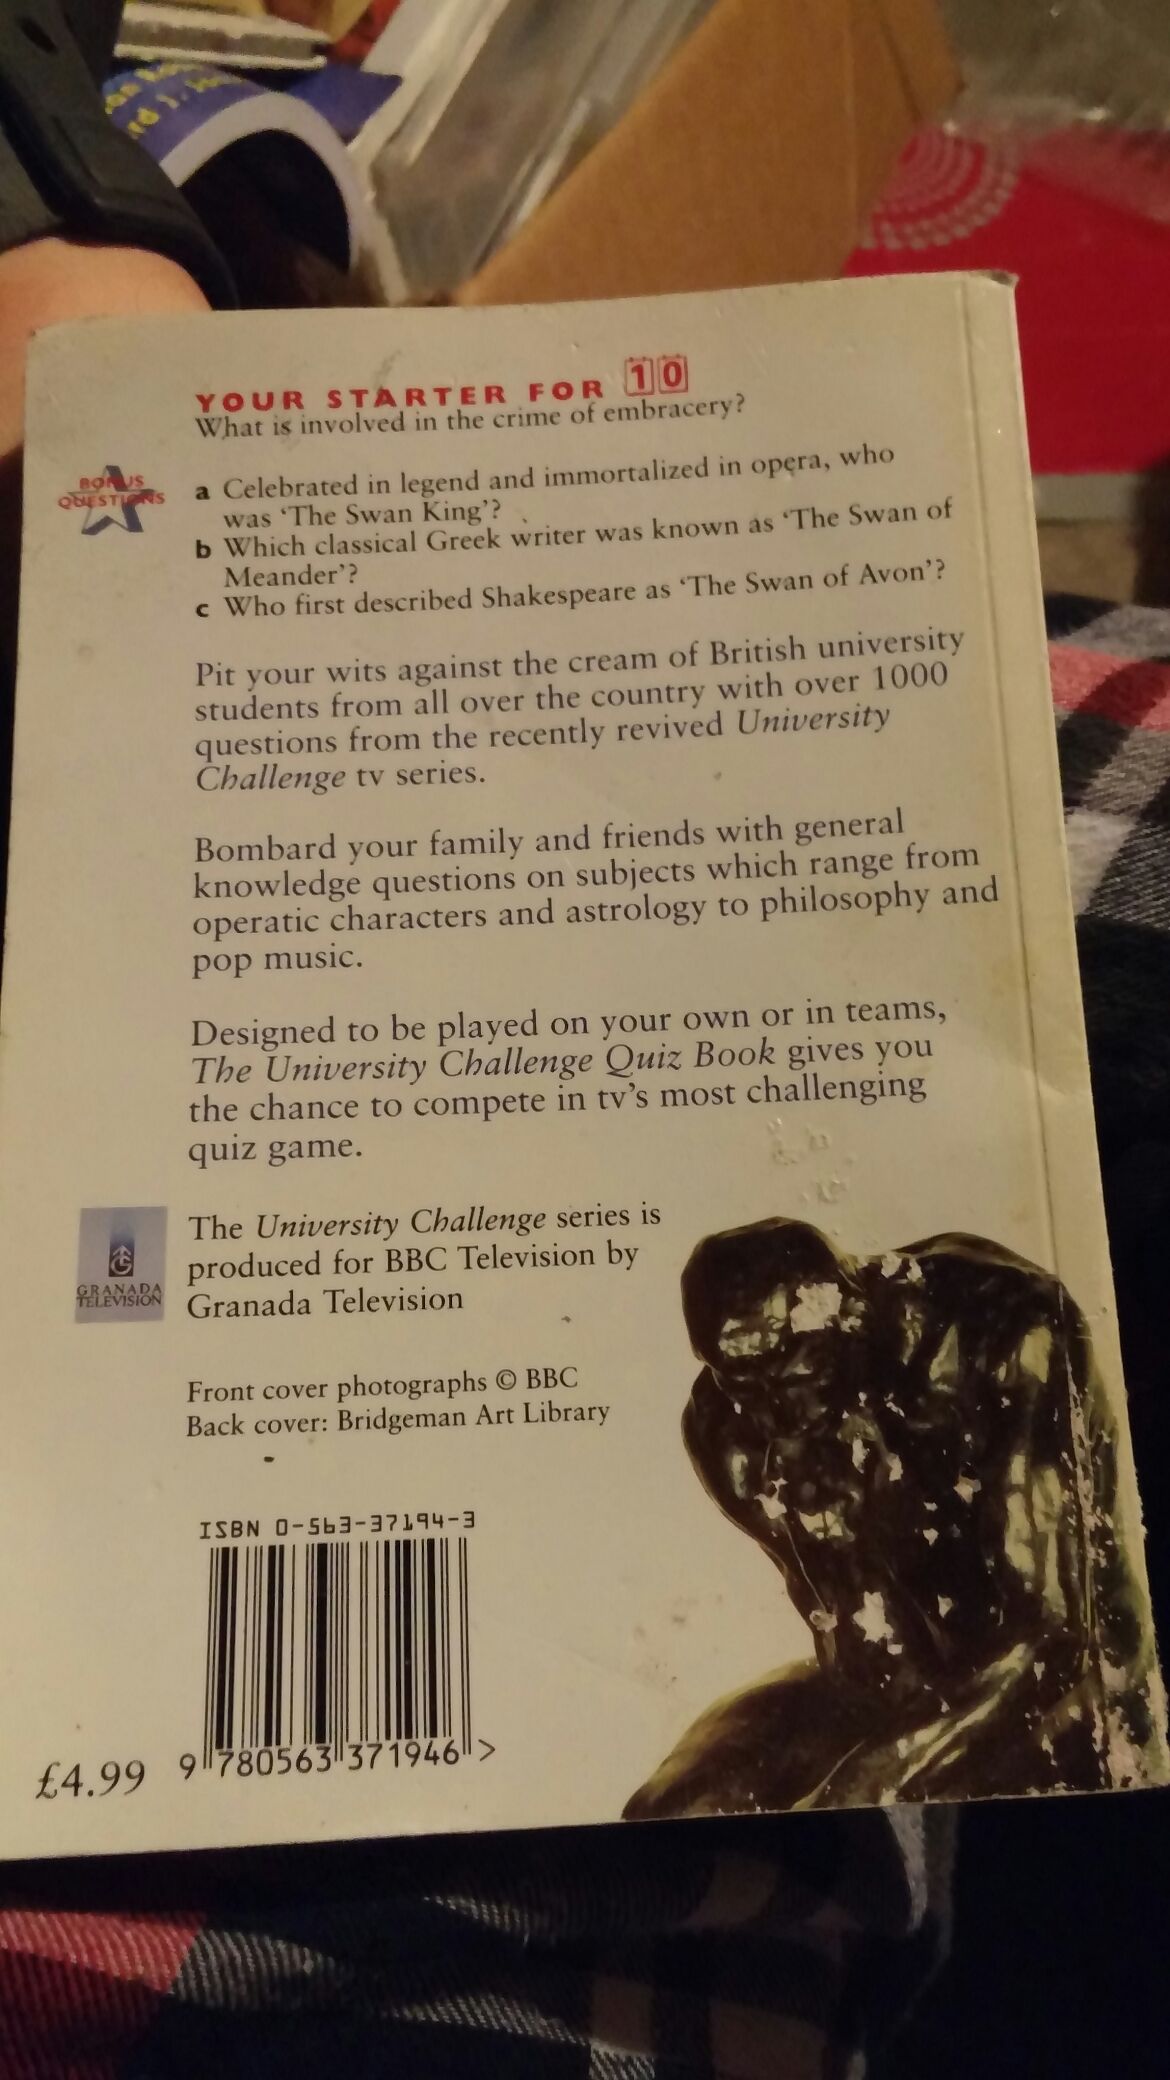 YOUR STARTER FOR 10
What is involved in the crime of embracery?
BONUS
QUESTIONS
a Celebrated in legend and immortalized in opera, who
was ‘The Swan King’?
b Which classical Greek writer was known as ‘The Swan of
Meander’?
c Who first described Shakespeare as ‘The Swan of Avon’?
Pit your wits against the cream of British university
students from all over the country with over 1000
questions from the recently revived University
Challenge tv series.
Bombard your family and friends with general
knowledge questions on subjects which range from
operatic characters and astrology to philosophy and
pop music.
Designed to be played on your own or in teams,
The University Challenge Quiz Book gives you
the chance to compete in tv’s most challenging
quiz game.
GRANADA
TELEVISION
The University Challenge series is
produced for BBC Television by
Granada Television
Front cover photographs © BBC
Back cover: Bridgeman Art Library
ISBN 0-563-37194-3
£4.99
9 780563 371946 >